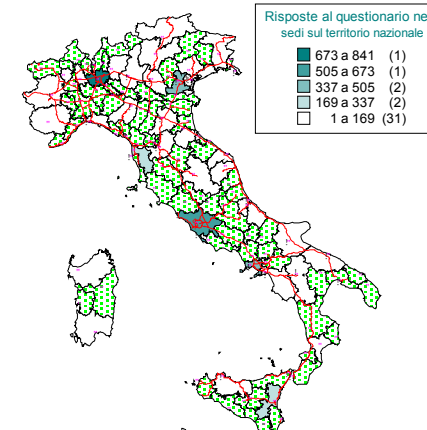 Risposte al questionario ne
sedi sul territorio nazionale
673 a 841 (1)
505 a 673 (1)
337 a 505 (2)
169 a 337 (2)
1 a 169 (31)